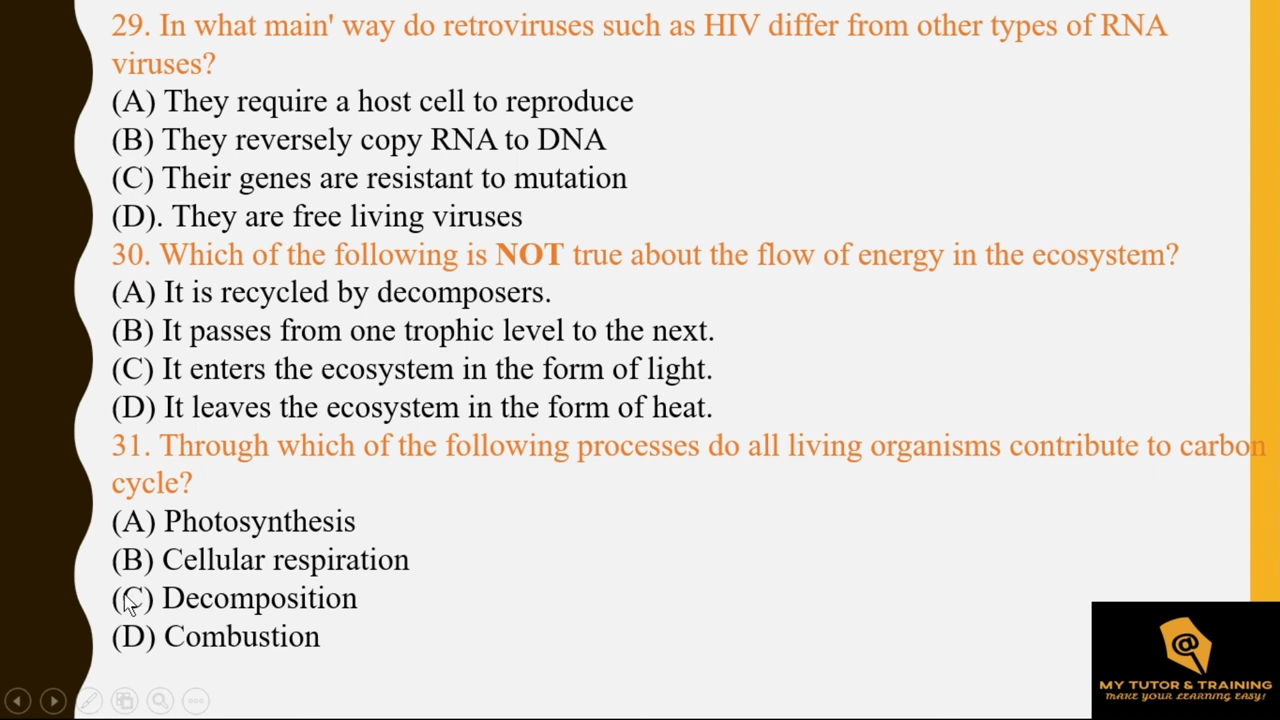 29. In what main' way do retroviruses such as HIV differ from other types of RNA
viruses?
(A) They require a host cell to reproduce
(B) They reversely copy RNA to DNA
(C) Their genes are resistant to mutation
(D). They are free living viruses
30. Which of the following is NOT true about the flow of energy in the ecosystem?
(A) It is recycled by decomposers.
(B) It passes from one trophic level to the next.
(C) It enters the ecosystem in the form of light.
(D) It leaves the ecosystem in the form of heat.
31. Through which of the following processes do all living organisms contribute to carbon
cycle?
(A) Photosynthesis
(B) Cellular respiration
(C) Decomposition
(D) Combustion
@
MY TUTOR & TRAINING
MAKE YOUR LEARNING EASY!